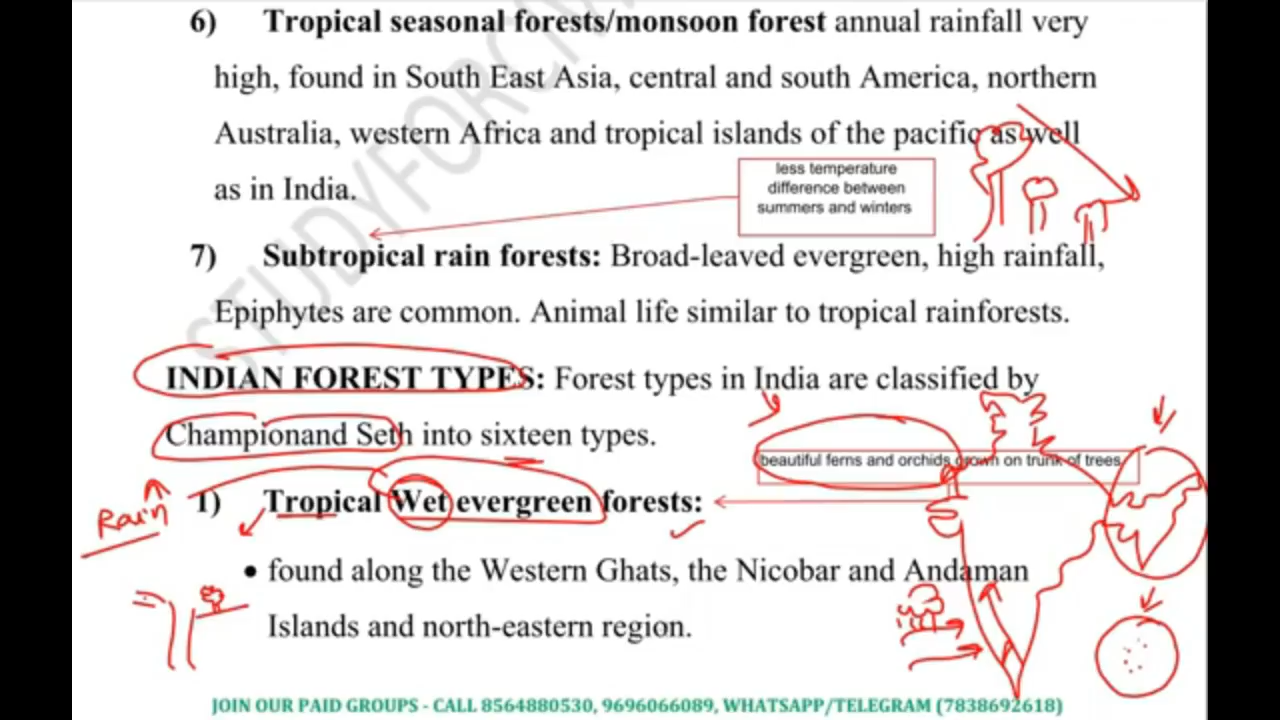 6) Tropical seasonal forests/monsoon forest annual rainfall very
high, found in South East Asia, central and south America, northern
Australia, western Africa and tropical islands of the pacific as well
as in India.
less temperature
difference between
summers and winters
7) Subtropical rain forests: Broad-leaved evergreen, high rainfall,
Epiphytes are common. Animal life similar to tropical rainforests.
INDIAN FOREST TYPES: Forest types in India are classified by
Championand Seth into sixteen types.
beautiful ferns and orchids grown on trunk of trees
Rain
1) Tropical Wet evergreen forests:
• found along the Western Ghats, the Nicobar and Andaman
Islands and north-eastern region.
JOIN OUR PAID GROUPS - CALL 8564880530, 9696066089, WHATSAPP/TELEGRAM (7838692618)